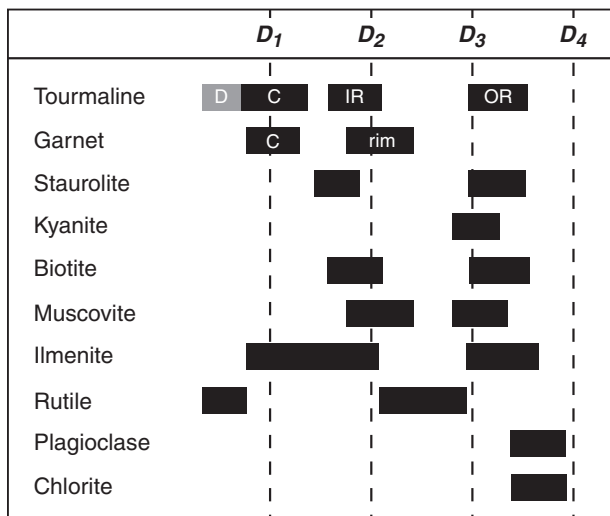 D1 D2 D3 D4
Tourmaline D C IR OR
Garnet C rim
Staurolite
Kyanite
Biotite
Muscovite
Ilmenite
Rutile
Plagioclase
Chlorite